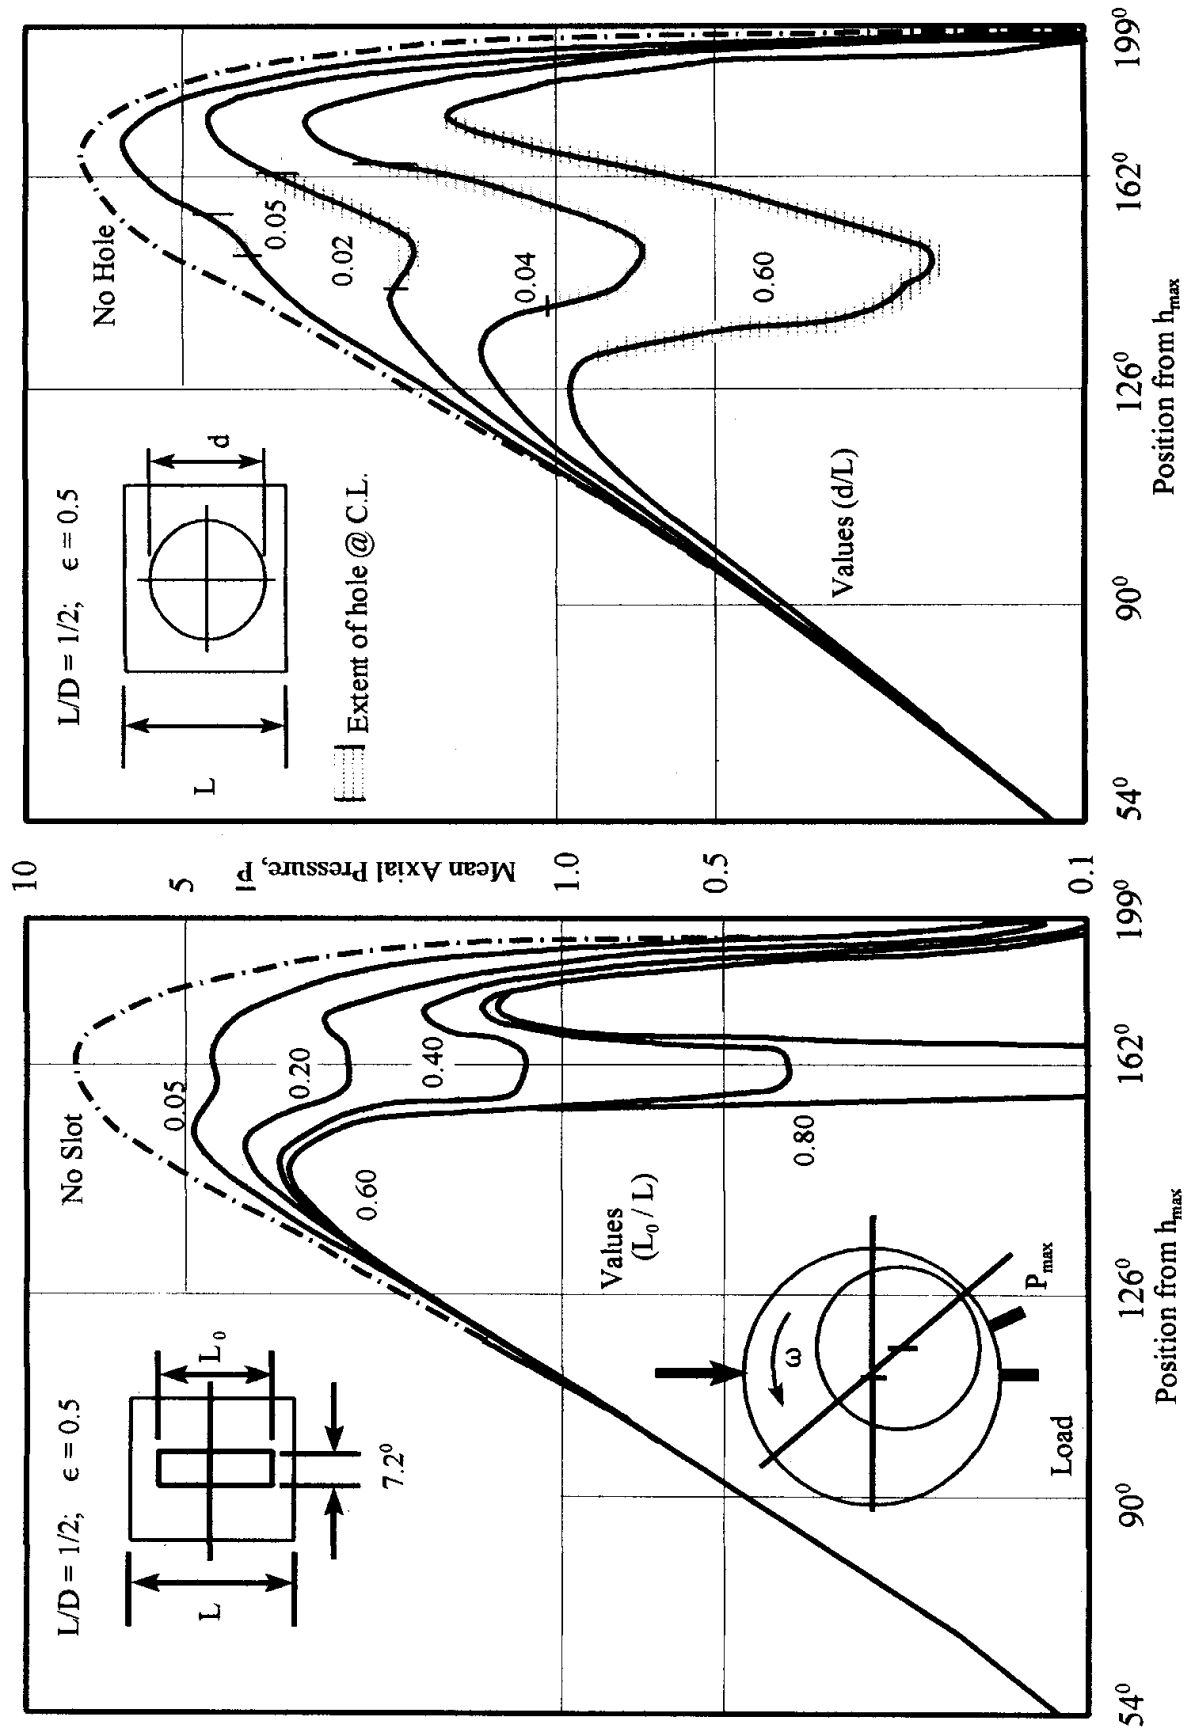 L/D = 1/2; ϵ = 0.5
L
L₀
7.2⁰
No Slot
0.05
0.20
0.40
0.60
0.80
Values
(L₀ / L)
ω
Load
Pmax
54⁰
90⁰
126⁰
162⁰
199⁰
Position from hmax
10
5
1.0
0.5
0.1
Mean Axial Pressure, P̅
L/D = 1/2; ϵ = 0.5
L
d
Extent of hole @ C.L.
No Hole
0.05
0.02
0.04
0.60
Values (d/L)
54⁰
90⁰
126⁰
162⁰
199⁰
Position from hmax